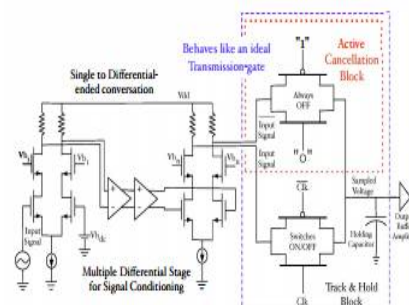 Behaves like an ideal
Transmission-gate
"1"
Active
Cancellation
Block
Single to Differential-
ended conversation
Vdd
Always
OFF
Input
Signal
Input
Signal
"O"
Clk
Sampled
Voltage
Switches
ON/OFF
Holding
Capacitor
Input
Signal
Multiple Differential Stage
for Signal Conditioning
Clk
Track & Hold
Block